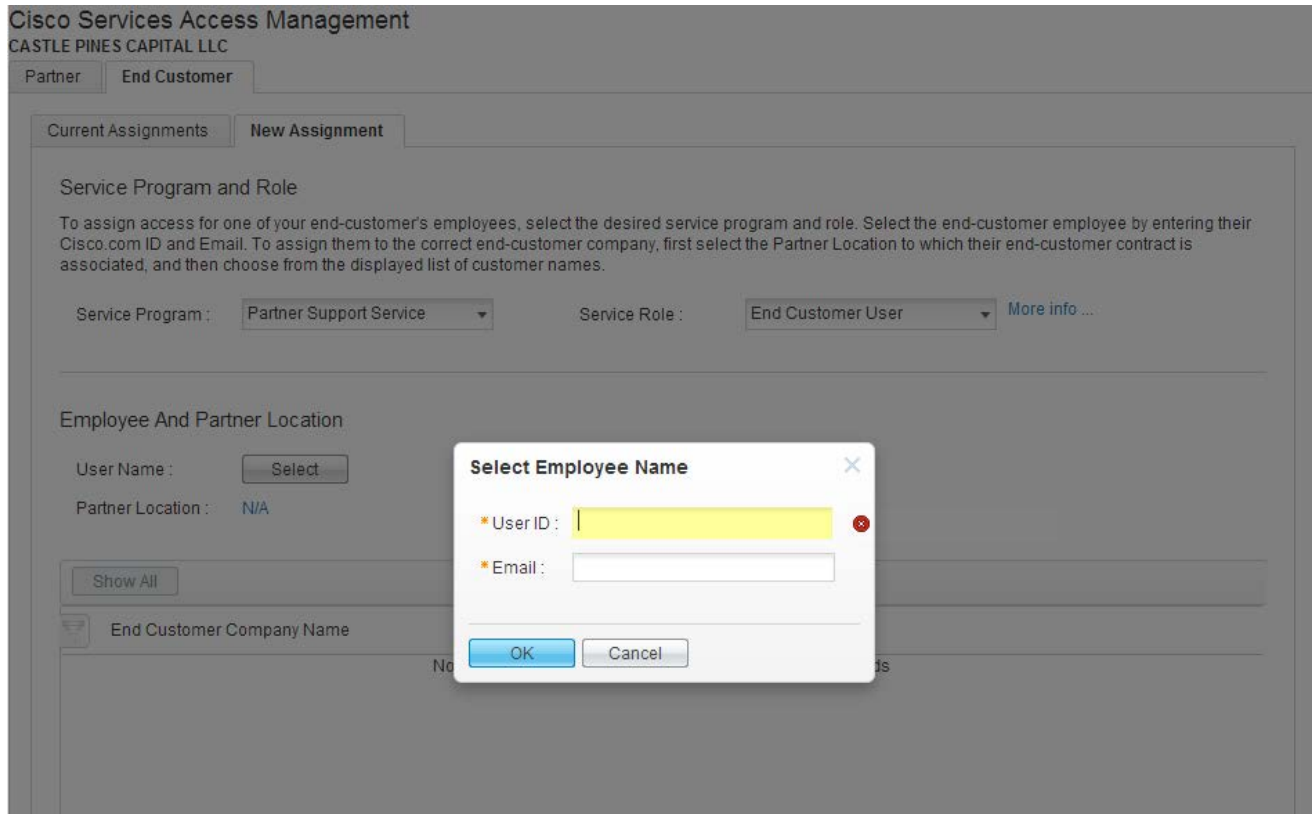 Cisco Services Access Management
CASTLE PINES CAPITAL LLC
Partner
End Customer
Current Assignments
New Assignment
Service Program and Role
To assign access for one of your end-customer's employees, select the desired service program and role. Select the end-customer employee by entering their
Cisco.com ID and Email. To assign them to the correct end-customer company, first select the Partner Location to which their end-customer contract is
associated, and then choose from the displayed list of customer names.
Service Program :
Partner Support Service
Service Role :
End Customer User
More info ...
Employee And Partner Location
User Name :
Select
Partner Location :
N/A
Select Employee Name
* User ID :
* Email :
OK
Cancel
Show All
End Customer Company Name
No